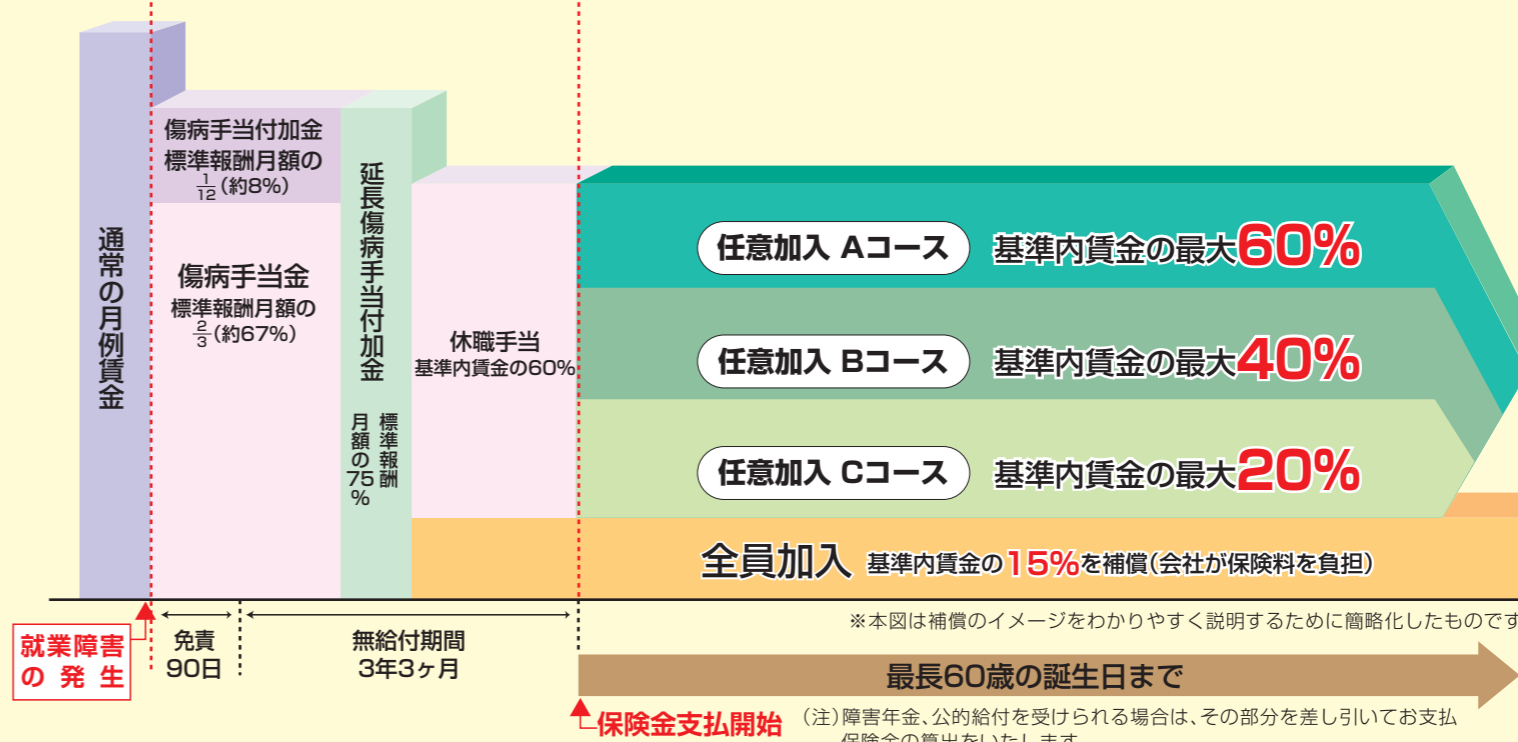 通常の月例賃金
傷病手当付加金
標準報酬月額の
1/12(約8%)
傷病手当金
標準報酬月額の
2/3(約67%)
延長傷病手当付加金
標準報酬
月額の75%
休職手当
基準内賃金の60%
任意加入 Aコース 基準内賃金の最大60%
任意加入 Bコース 基準内賃金の最大40%
任意加入 Cコース 基準内賃金の最大20%
全員加入 基準内賃金の15%を補償(会社が保険料を負担)
※本図は補償のイメージをわかりやすく説明するために簡略化したものです
就業障害
の発生
免責
90日
無給付期間
3年3ヶ月
最長60歳の誕生日まで
保険金支払開始
(注)障害年金、公的給付を受けられる場合は、その部分を差し引いてお支払
保険金の算出をいたします